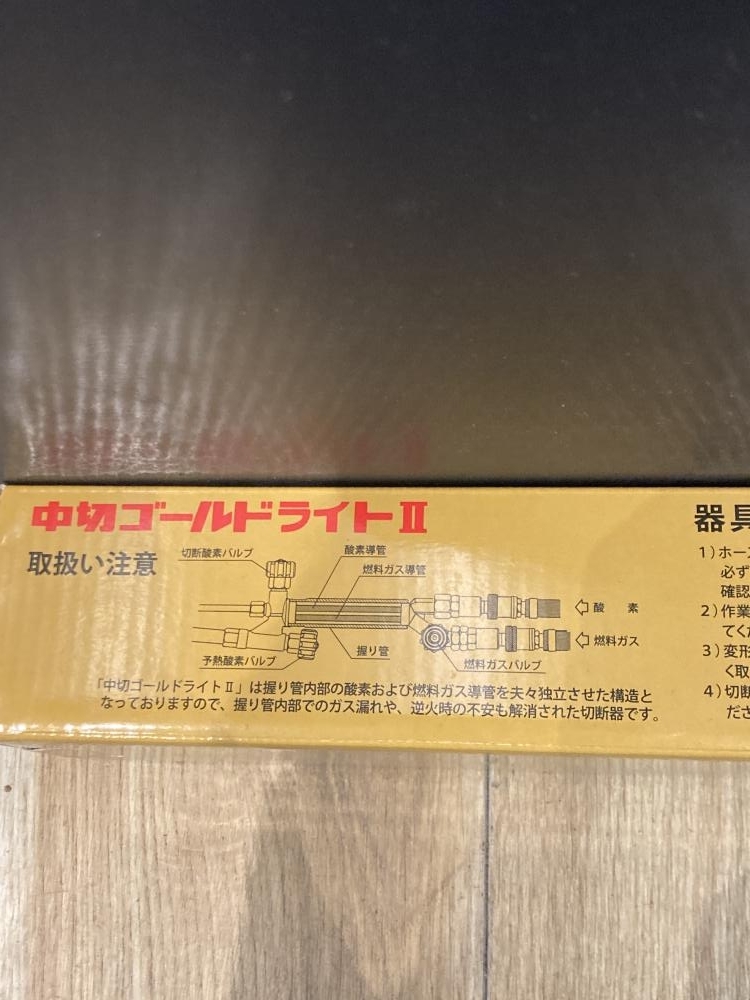 中切ゴールドライトⅡ
取扱い注意
切断酸素バルブ
酸素導管
燃料ガス導管
酸 素
燃料ガス
予熱酸素バルブ
握り管
燃料ガスバルブ
「中切ゴールドライトⅡ」は握り管内部の酸素および燃料ガス導管を夫々独立させた構造と
なっておりますので、握り管内部でのガス漏れや、逆火時の不安も解消された切断器です。
器具
1）ホース
必ず
確認
2）作業
てくだ
3）変形
く取
4）切断
ださ